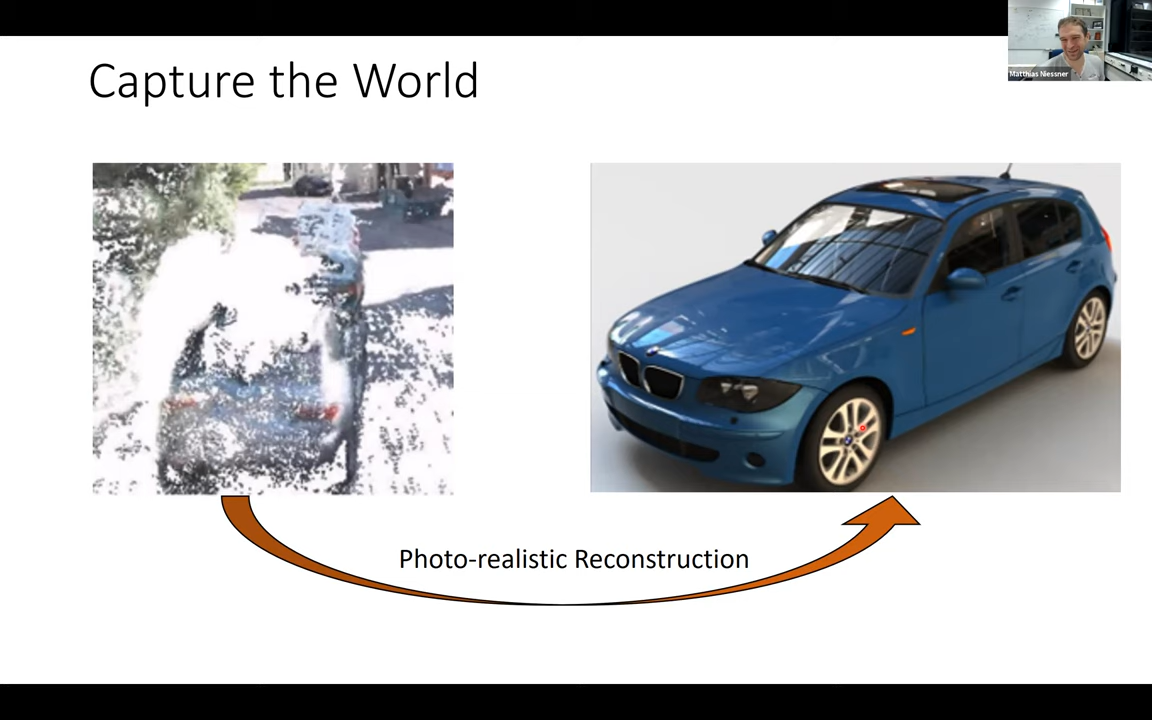 Capture the World
Matthias Niessner
Photo-realistic Reconstruction